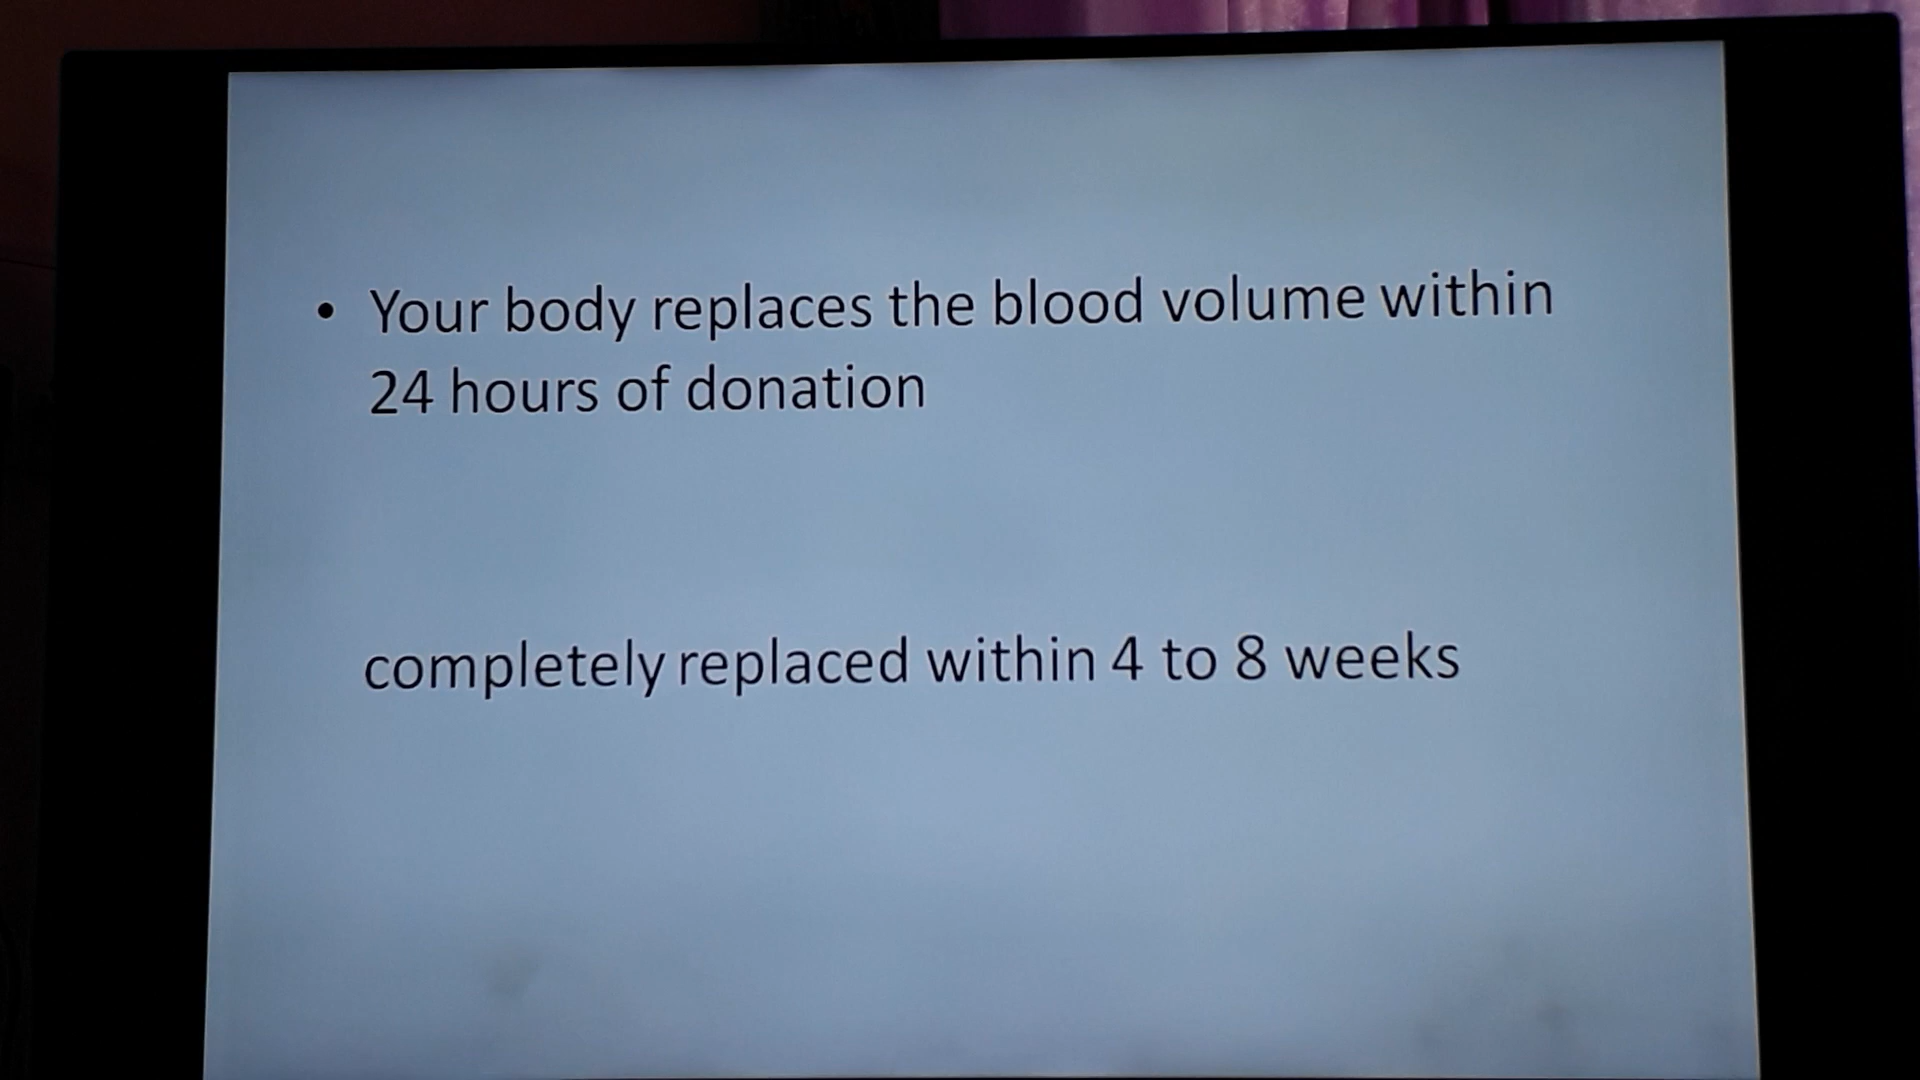 • Your body replaces the blood volume within
24 hours of donation
completely replaced within 4 to 8 weeks